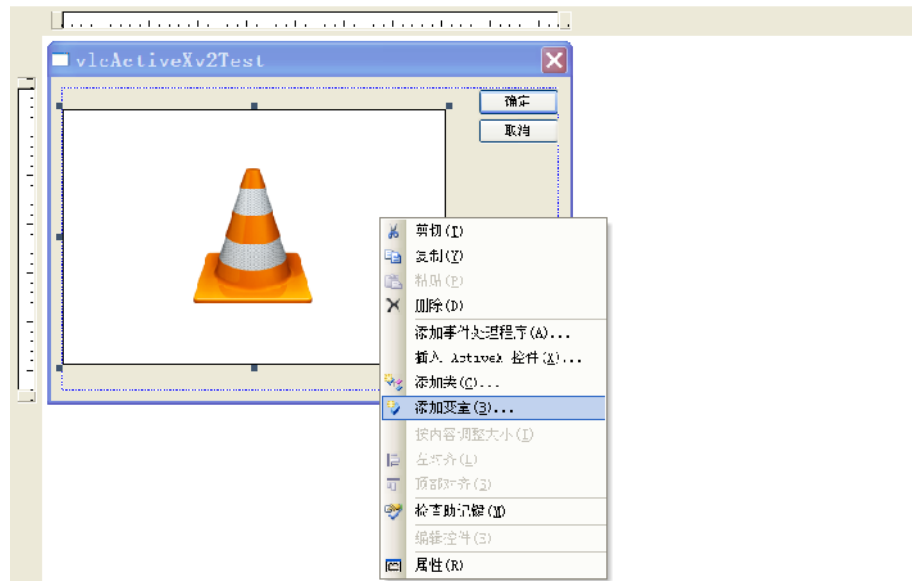 vlcActiveXv2Test
确定
取消
剪切(T)
复制(Y)
粘贴(P)
删除(D)
添加事件处理程序(A)...
插入 ActiveX 控件(X)...
添加类(C)...
添加变量(B)...
按内容调整大小(I)
左对齐(L)
顶部对齐(S)
检查助记键(M)
编辑控件(E)
属性(R)